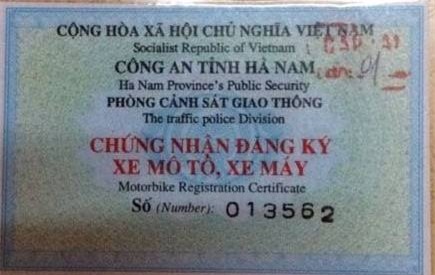 CỘNG HÒA XÃ HỘI CHỦ NGHĨA VIỆT NAM
Socialist Republic of Vietnam
CÔNG AN TỈNH HÀ NAM
Ha Nam Province's Public Security
PHÒNG CẢNH SÁT GIAO THÔNG
The traffic police Division
CHỨNG NHẬN ĐĂNG KÝ
XE MÔ TÔ, XE MÁY
Motorbike Registration Certificate
Số (Number): 013562